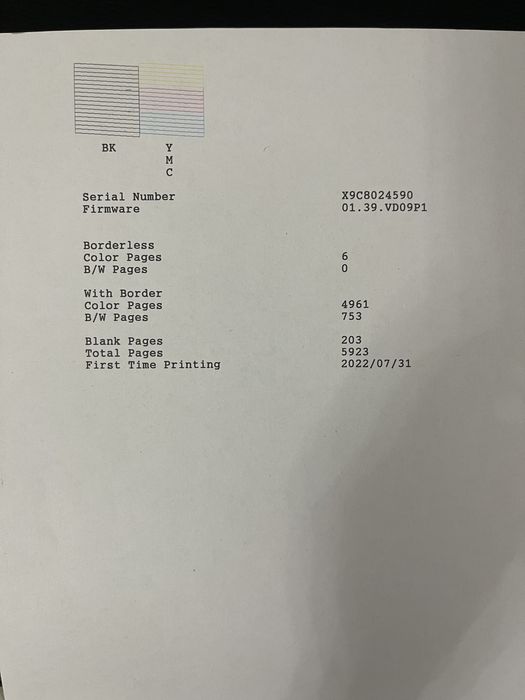 BK Y
M
C
Serial Number X9C8024590
Firmware 01.39.VD09P1
Borderless
Color Pages 6
B/W Pages 0
With Border
Color Pages 4961
B/W Pages 753
Blank Pages 203
Total Pages 5923
First Time Printing 2022/07/31